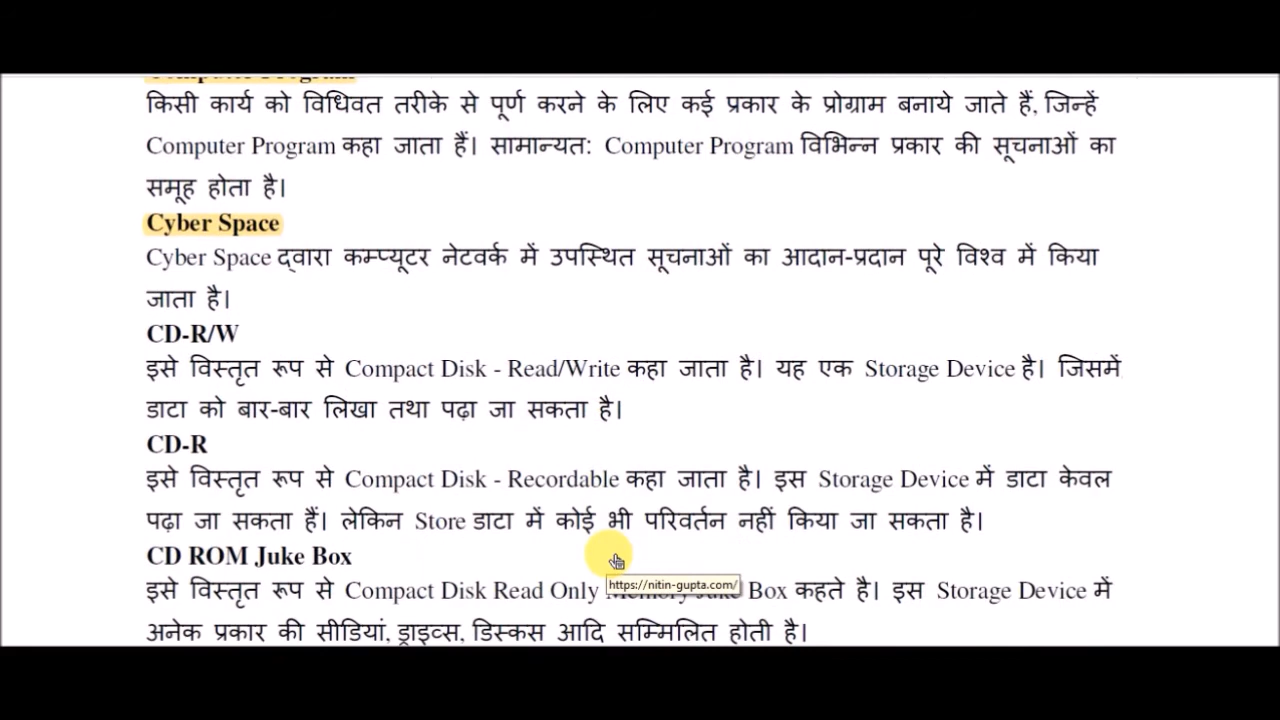 Computer Program
किसी कार्य को विधिवत तरीके से पूर्ण करने के लिए कई प्रकार के प्रोग्राम बनाये जाते हैं, जिन्हें
Computer Program कहा जाता हैं। सामान्यत: Computer Program विभिन्न प्रकार की सूचनाओं का
समूह होता है।
Cyber Space
Cyber Space द्वारा कम्प्यूटर नेटवर्क में उपस्थित सूचनाओं का आदान-प्रदान पूरे विश्व में किया
जाता है।
CD-R/W
इसे विस्तृत रूप से Compact Disk - Read/Write कहा जाता है। यह एक Storage Device है। जिसमें
डाटा को बार-बार लिखा तथा पढ़ा जा सकता है।
CD-R
इसे विस्तृत रूप से Compact Disk - Recordable कहा जाता है। इस Storage Device में डाटा केवल
पढ़ा जा सकता हैं। लेकिन Store डाटा में कोई भी परिवर्तन नहीं किया जा सकता है।
CD ROM Juke Box
https://nitin-gupta.com/
इसे विस्तृत रूप से Compact Disk Read Only Memory Juke Box कहते है। इस Storage Device में
अनेक प्रकार की सीडियां, ड्राइव्स, डिस्कस आदि सम्मिलित होती है।